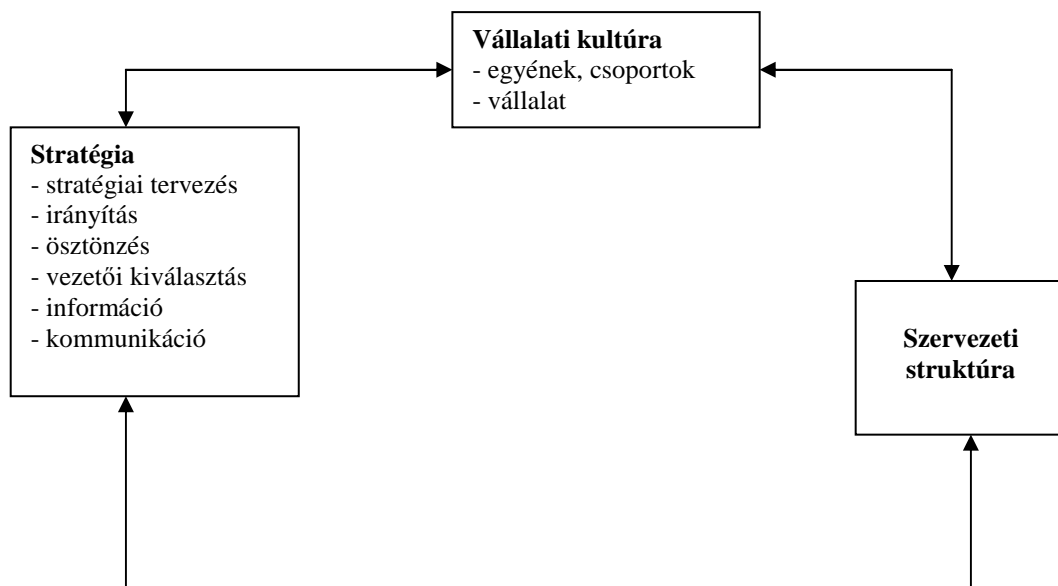 Vállalati kultúra
- egyének, csoportok
- vállalat
Stratégia
- stratégiai tervezés
- irányítás
- ösztönzés
- vezetői kiválasztás
- információ
- kommunikáció
Szervezeti
struktúra